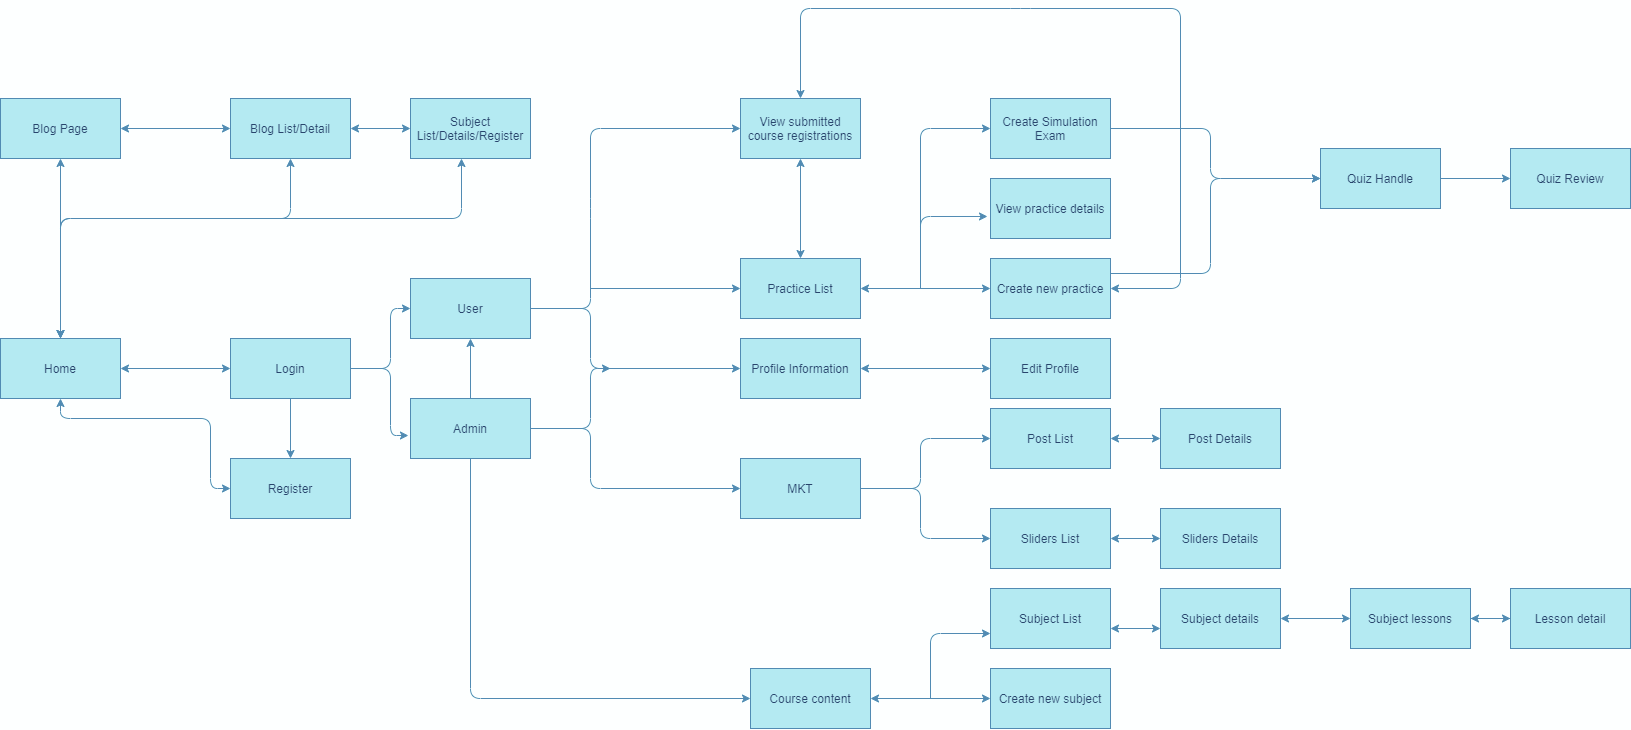 Blog Page
Blog List/Detail
Subject
List/Details/Register
View submitted
course registrations
Create Simulation
Exam
Quiz Handle
Quiz Review
View practice details
User
Practice List
Create new practice
Home
Login
Profile Information
Edit Profile
Admin
Post List
Post Details
Register
MKT
Sliders List
Sliders Details
Subject List
Subject details
Subject lessons
Lesson detail
Course content
Create new subject